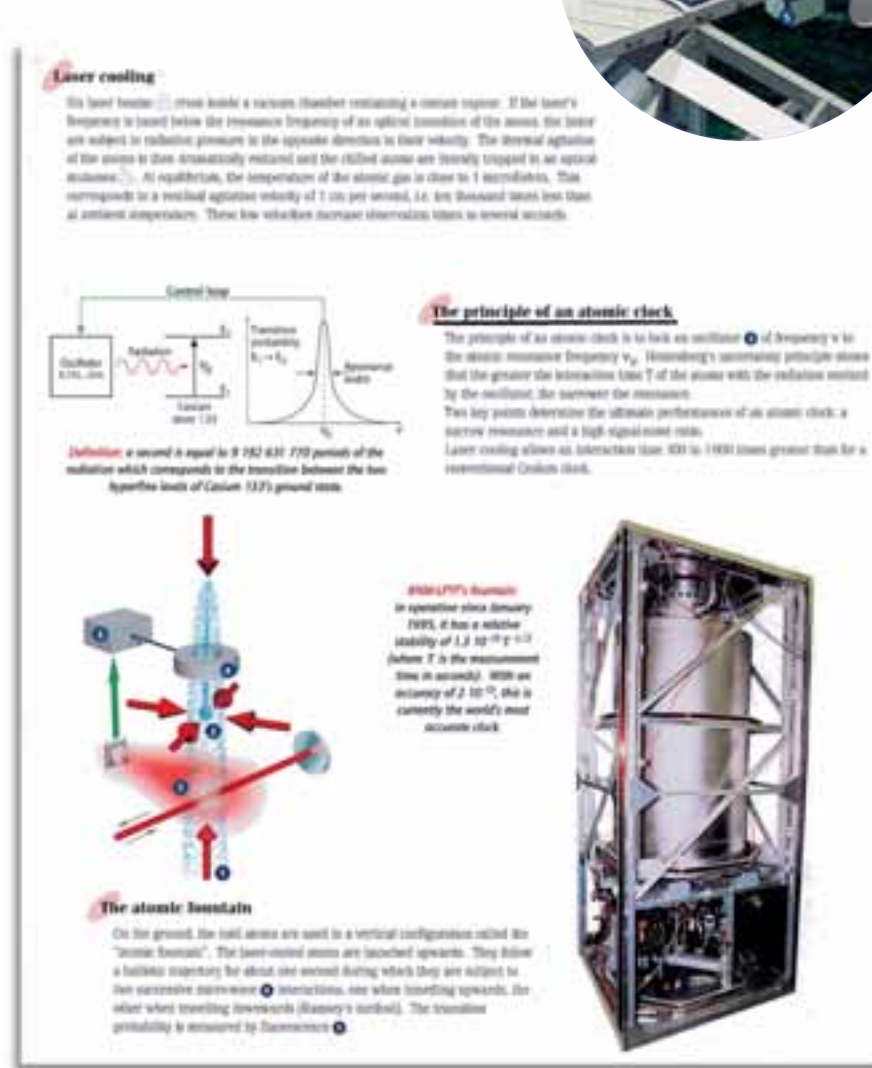 Laser cooling
Six laser beams cross inside a vacuum chamber containing a cesium vapour. If the laser's
frequency is tuned below the resonance frequency of an optical transition of the atoms, the latter
are subject to radiation pressure in the opposite direction to their velocity. The thermal agitation
of the atoms is then dramatically reduced and the chilled atoms are literally trapped in an optical
molasses. At equilibrium, the temperature of the atomic gas is close to 1 microkelvin. This
corresponds to a residual agitation velocity of 1 cm per second, i.e. ten thousand times less than
at ambient temperature. These low velocities increase observation times to several seconds.
Control loop
Oscillator
Radiation
Cesium
atom 133
Transition
probability
Resonance
width
Definition: a second is equal to 9 192 631 770 periods of the
radiation which corresponds to the transition between the two
hyperfine levels of Cesium 133's ground state.
The principle of an atomic clock
The principle of an atomic clock is to lock an oscillator of frequency ν to
the atomic resonance frequency ν₀. Heisenberg's uncertainty principle shows
that the greater the interaction time T of the atoms with the radiation emitted
by the oscillator, the narrower the resonance.
Two key points determine the ultimate performances of an atomic clock: a
narrow resonance and a high signal-noise ratio.
Laser cooling allows an interaction time 100 to 1000 times greater than for a
conventional Cesium clock.
fountain:
in operation since January
1995, it has a relative
stability of
(where T is the measurement
time in seconds). With an
accuracy of this is
currently the world's most
accurate clock.
The atomic fountain
On the ground, the cold atoms are used in a vertical configuration called the
"atomic fountain". The laser-cooled atoms are launched upwards. They follow
a ballistic trajectory for about one second during which they are subject to
two successive microwave interactions, one when travelling upwards, the
other when travelling downwards (Ramsey's method). The transition
probability is measured by fluorescence